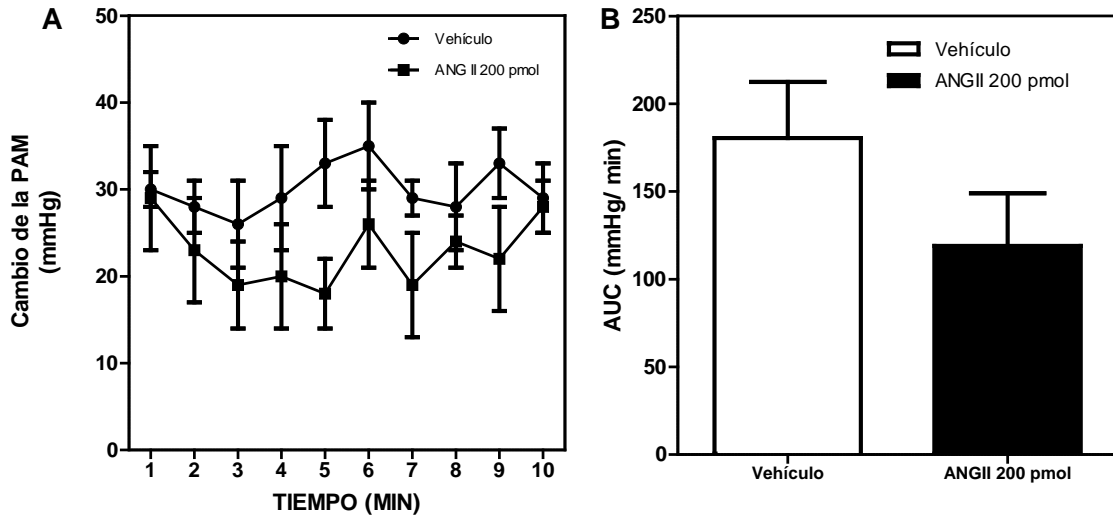 A
Cambio de la PAM
(mmHg)
50
40
30
20
10
0
Vehículo
ANG II 200 pmol
1 2 3 4 5 6 7 8 9 10
TIEMPO (MIN)
B
AUC (mmHg/ min)
250
200
150
100
50
0
Vehículo
ANGII 200 pmol
Vehículo ANGII 200 pmol